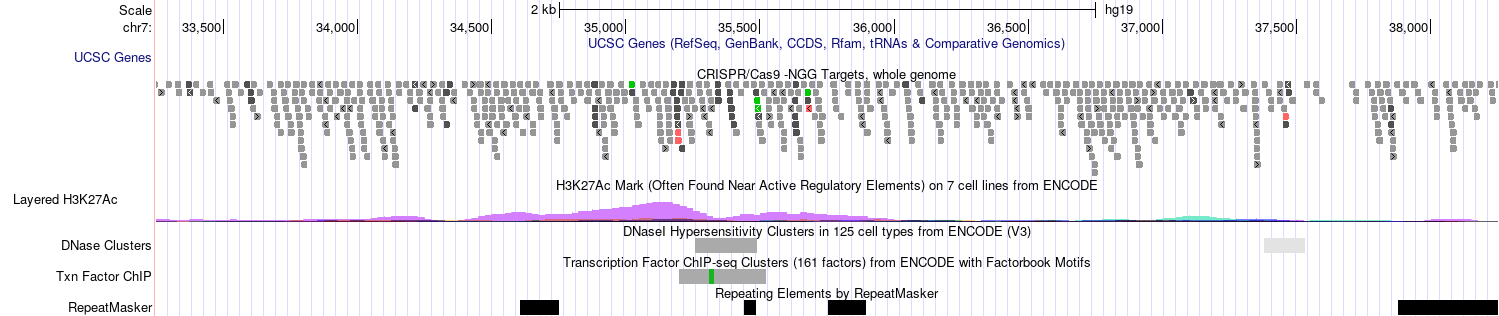 Scale 2 kb hg19
chr7: 33,500 34,000 34,500 35,000 35,500 36,000 36,500 37,000 37,500 38,000
UCSC Genes (RefSeq, GenBank, CCDS, Rfam, tRNAs & Comparative Genomics)
UCSC Genes
CRISPR/Cas9 -NGG Targets, whole genome
H3K27Ac Mark (Often Found Near Active Regulatory Elements) on 7 cell lines from ENCODE
Layered H3K27Ac
DNaseI Hypersensitivity Clusters in 125 cell types from ENCODE (V3)
DNase Clusters
Transcription Factor ChIP-seq Clusters (161 factors) from ENCODE with Factorbook Motifs
Txn Factor ChIP
Repeating Elements by RepeatMasker
RepeatMasker